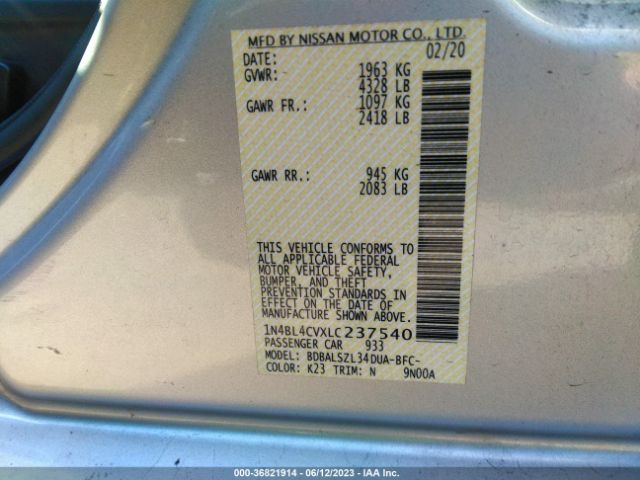 MFD BY NISSAN MOTOR CO., LTD.
DATE: 02/20
GVWR: 1963 KG
4328 LB
GAWR FR.: 1097 KG
2418 LB
GAWR RR.: 945 KG
2083 LB
THIS VEHICLE CONFORMS TO
ALL APPLICABLE FEDERAL
MOTOR VEHICLE SAFETY,
BUMPER, AND THEFT
PREVENTION STANDARDS IN
EFFECT ON THE DATE OF
MANUFACTURE SHOWN ABOVE.
1N4BL4CVXLC237540
PASSENGER CAR 933
MODEL: BDBALSZL34DUA-BFC-
COLOR: K23 TRIM: N 9N00A
000-36821914 - 06/12/2023 - IAA Inc.